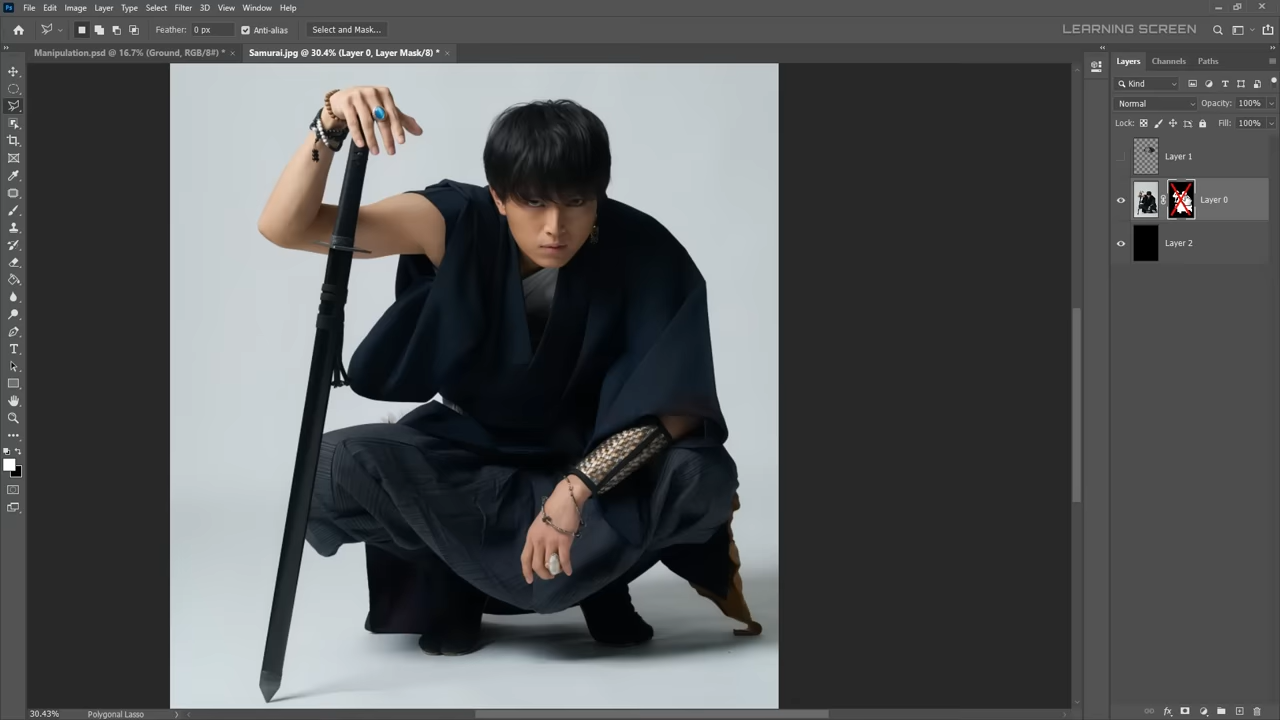 Ps File Edit Image Layer Type Select Filter 3D View Window Help
Feather: 0 px Anti-alias Select and Mask... LEARNING SCREEN
Manipulation.psd @ 16.7% (Ground, RGB/8#) * × Samurai.jpg @ 30.4% (Layer 0, Layer Mask/8) * ×
Layers Channels Paths
Kind
Normal Opacity: 100%
Lock: Fill: 100%
Layer 1
Layer 0
Layer 2
30.43% Polygonal Lasso